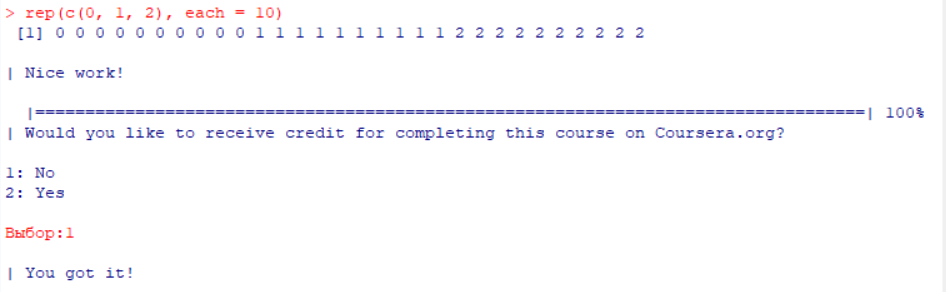 > rep(c(0, 1, 2), each = 10)
[1] 0 0 0 0 0 0 0 0 0 0 1 1 1 1 1 1 1 1 1 1 2 2 2 2 2 2 2 2 2 2
| Nice work!
|===================================================================================| 100%
| Would you like to receive credit for completing this course on Coursera.org?
1: No
2: Yes
Выбор:1
| You got it!